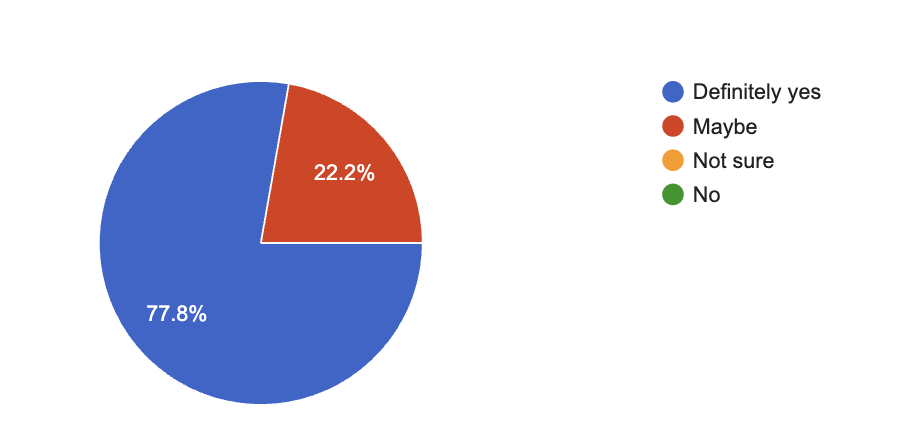 Definitely yes
Maybe
22.2%
Not sure
No
77.8%